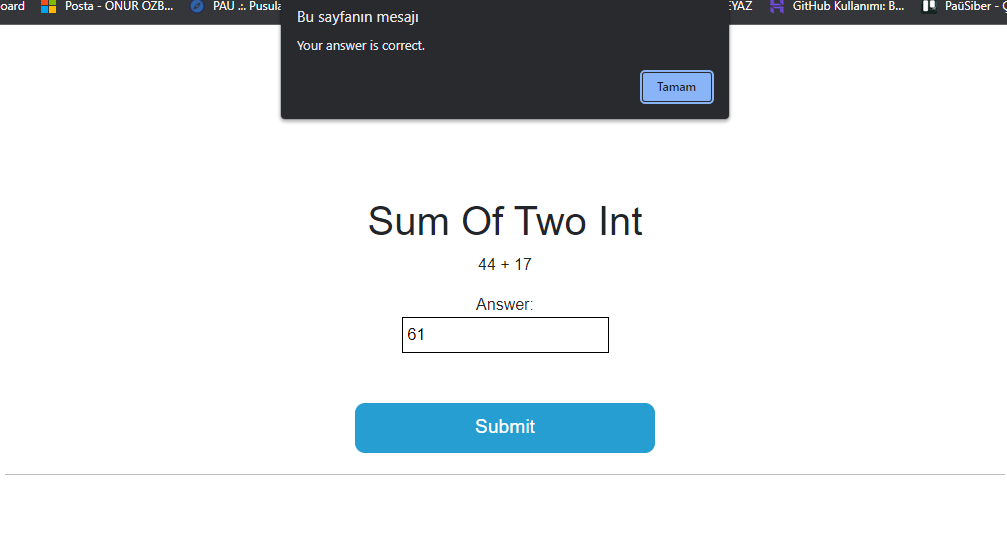 oard Posta - ONUR OZB... PAU .:. Pusula EYAZ GitHub Kullanımı: B... PaüSiber - Ç
Bu sayfanın mesajı
Your answer is correct.
Tamam
Sum Of Two Int
44 + 17
Answer:
61
Submit